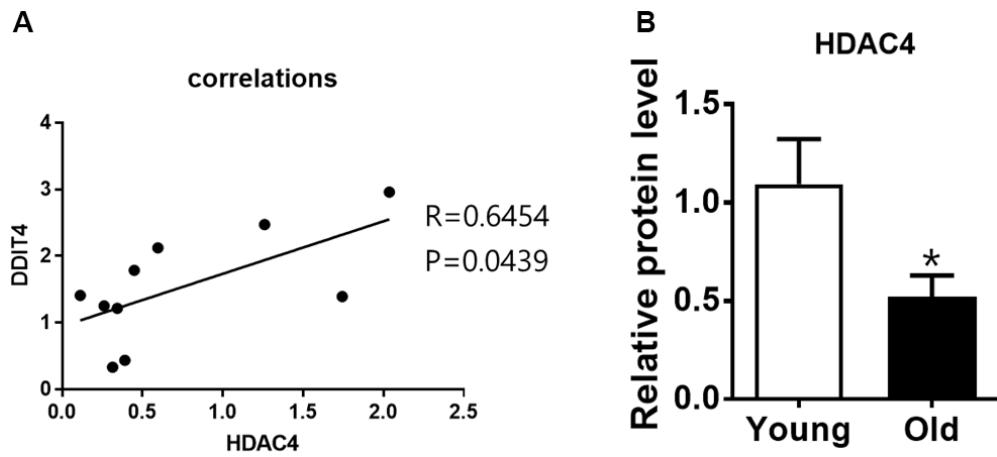 A
correlations
4
3
2
1
0
DDIT4
0.0 0.5 1.0 1.5 2.0 2.5
HDAC4
R=0.6454
P=0.0439
B
HDAC4
Relative protein level
1.5
1.0
0.5
0.0
*
Young Old